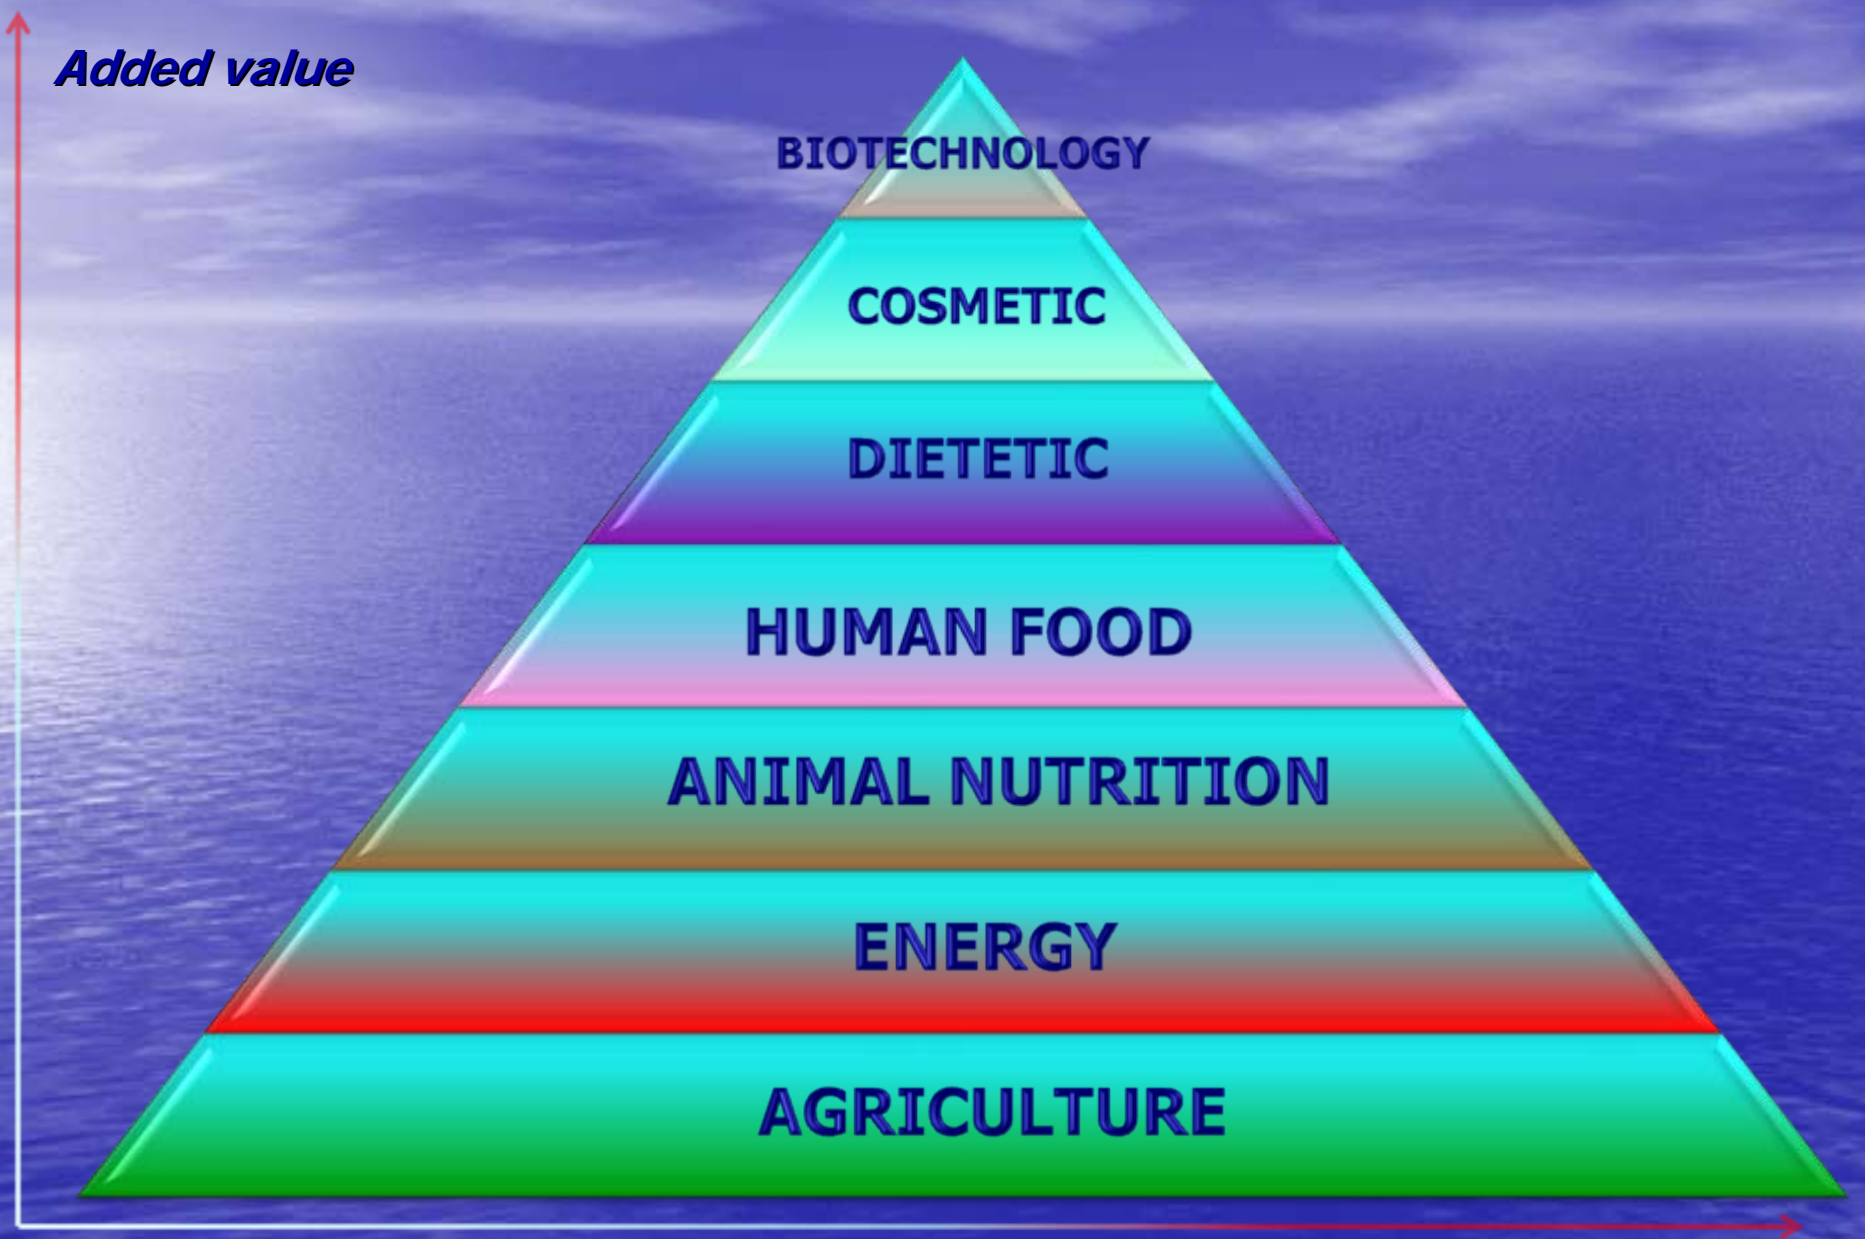 Added value
BIOTECHNOLOGY
COSMETIC
DIETETIC
HUMAN FOOD
ANIMAL NUTRITION
ENERGY
AGRICULTURE